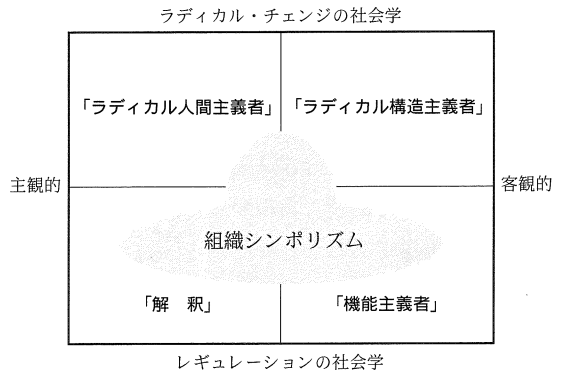 ラディカル・チェンジの社会学
「ラディカル人間主義者」
「ラディカル構造主義者」
主観的
客観的
組織シンポリズム
「解　釈」
「機能主義者」
レギュレーションの社会学